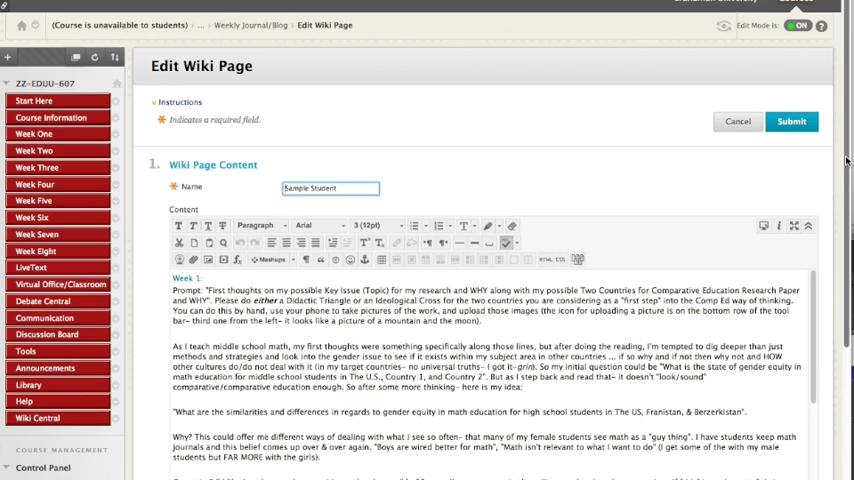 (Course is unavailable to students) › ... › Weekly Journal/Blog › Edit Wiki Page
Edit Mode is: ON ?
ZZ-EDUU-607
Start Here
Course Information
Week One
Week Two
Week Three
Week Four
Week Five
Week Six
Week Seven
Week Eight
LiveText
Virtual Office/Classroom
Debate Central
Communication
Discussion Board
Tools
Announcements
Library
Help
Wiki Central
COURSE MANAGEMENT
Control Panel
Edit Wiki Page
Instructions
Indicates a required field.
Cancel Submit
1. Wiki Page Content
Name Sample Student
Content
Paragraph Arial 3 (12pt)
Mashups HTML CSS
Week 1:
Prompt: "First thoughts on my possible Key Issue (Topic) for my research and WHY along with my possible Two Countries for Comparative Education Research Paper
and WHY". Please do either a Didactic Triangle or an Ideological Cross for the two countries you are considering as a "first step" into the Comp Ed way of thinking.
You can do this by hand, use your phone to take pictures of the work, and upload those images (the icon for uploading a picture is on the bottom row of the tool
bar- third one from the left- it looks like a picture of a mountain and the moon).
As I teach middle school math, my first thoughts were something specifically along those lines, but after doing the reading, I'm tempted to dig deeper than just
methods and strategies and look into the gender issue to see if it exists within my subject area in other countries ... if so why and if not then why not and HOW
other cultures do/do not deal with it (in my target countries- no universal truths- I got it-grin). So my initial question could be "What is the state of gender equity in
math education for middle school students in The U.S., Country 1, and Country 2". But as I step back and read that- it doesn't "look/sound"
comparative/comparative education enough. So after some more thinking- here is my idea:
"What are the similarities and differences in regards to gender equity in math education for high school students in The US, Franistan, & Berzerkistan".
Why? This could offer me different ways of dealing with what I see so often- that many of my female students see math as a "guy thing". I have students keep math
journals and this belief comes up over & over again. "Boys are wired better for math", "Math isn't relevant to what I want to do" (I get some of the with my male
students but FAR MORE with the girls).